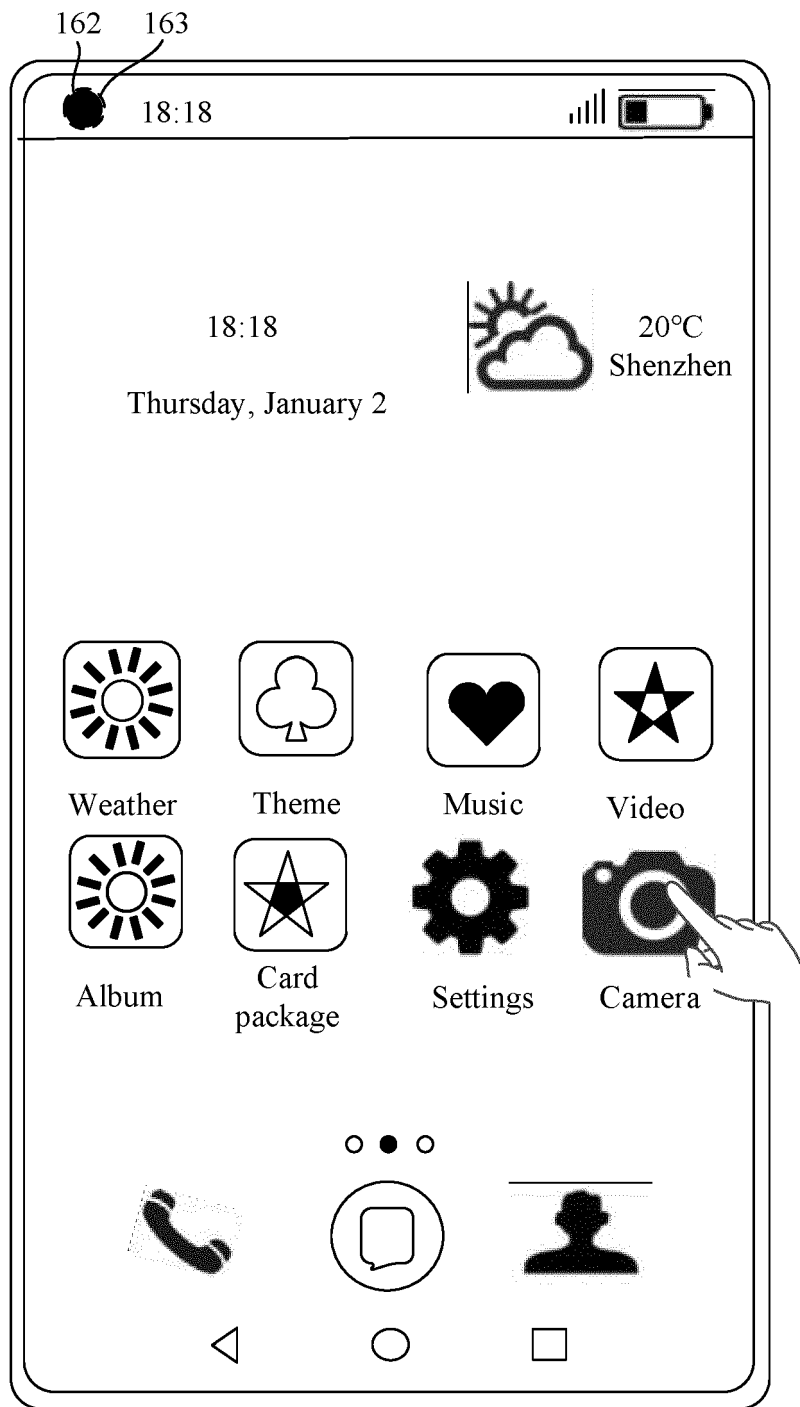 162 163
18:18
18:18
Thursday, January 2
20°C
Shenzhen
Weather Theme Music Video
Album Card package Settings Camera